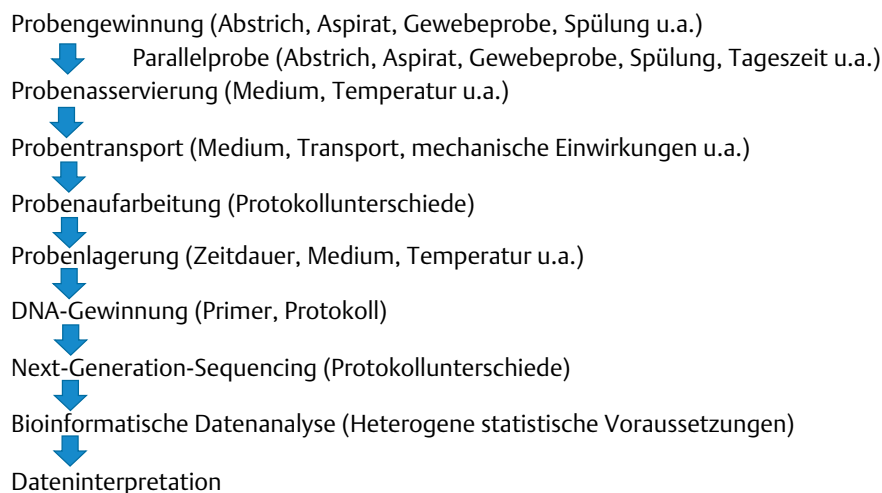 Probengewinnung (Abstrich, Aspirat, Gewebeprobe, Spülung u.a.)
Parallelprobe (Abstrich, Aspirat, Gewebeprobe, Spülung, Tageszeit u.a.)
Probenasservierung (Medium, Temperatur u.a.)
Probentransport (Medium, Transport, mechanische Einwirkungen u.a.)
Probenaufarbeitung (Protokollunterschiede)
Probenlagerung (Zeitdauer, Medium, Temperatur u.a.)
DNA-Gewinnung (Primer, Protokoll)
Next-Generation-Sequencing (Protokollunterschiede)
Bioinformatische Datenanalyse (Heterogene statistische Voraussetzungen)
Dateninterpretation